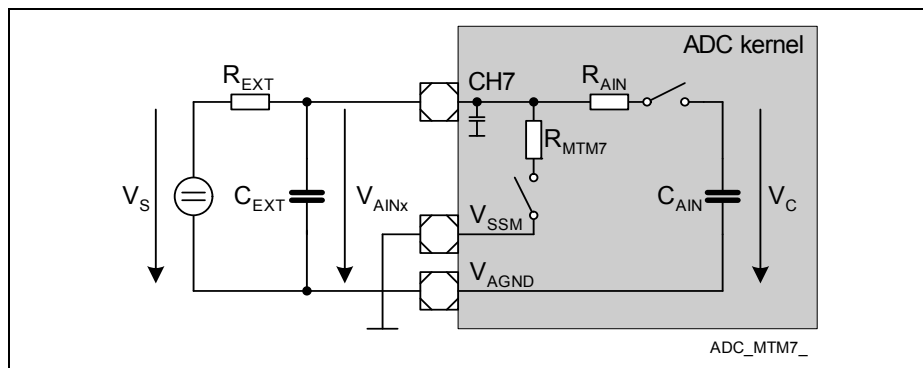 ADC kernel
R_EXT
CH7
R_AIN
R_MTM7
V_S
C_EXT
V_AINx
V_SSM
C_AIN
V_C
V_AGND
ADC_MTM7_